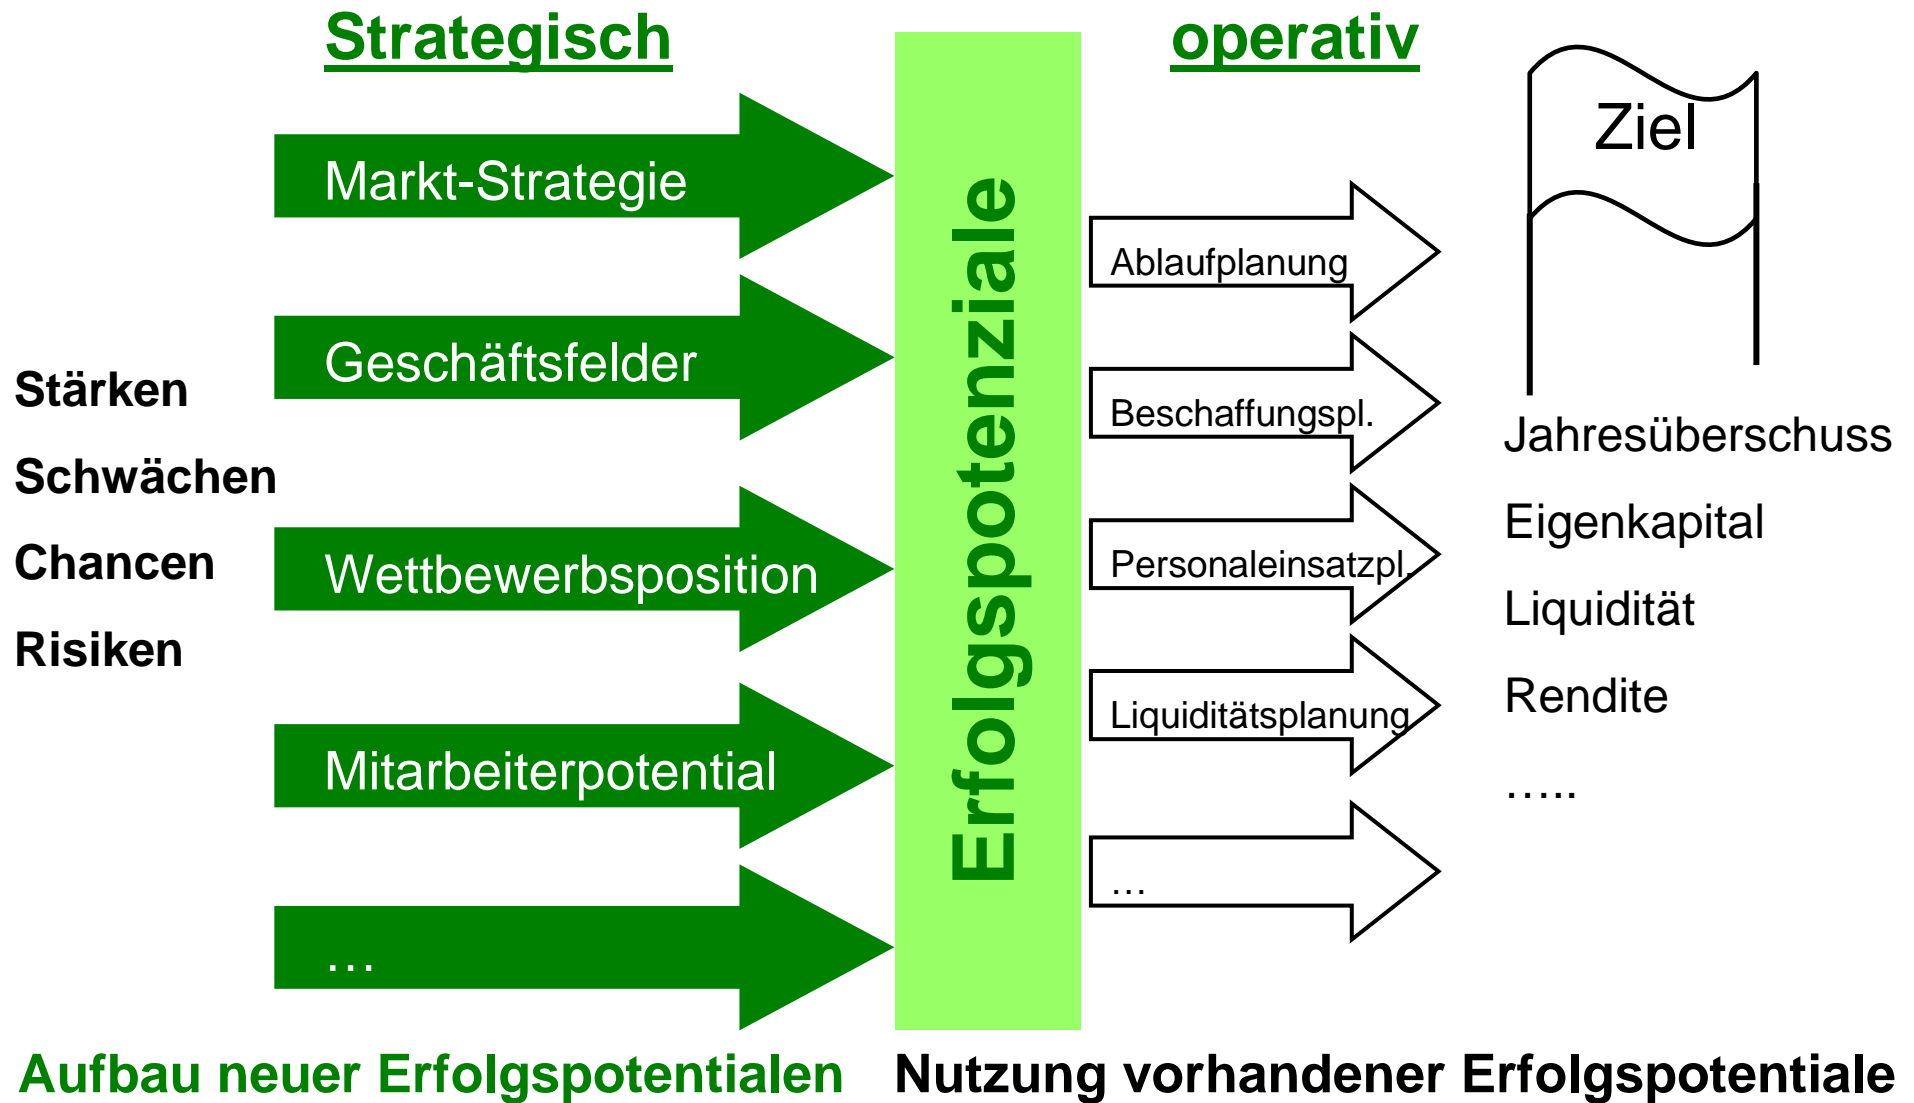 Strategisch
operativ
Ziel
Markt-Strategie
Geschäftsfelder
Wettbewerbsposition
Mitarbeiterpotential
…
Stärken
Schwächen
Chancen
Risiken
Erfolgspotenziale
Ablaufplanung
Beschaffungspl.
Personaleinsatzpl.
Liquiditätsplanung
…
Jahresüberschuss
Eigenkapital
Liquidität
Rendite
…..
Aufbau neuer Erfolgspotentialen
Nutzung vorhandener Erfolgspotentiale